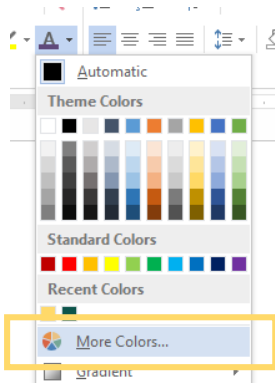 A
Automatic
Theme Colors
Standard Colors
Recent Colors
More Colors...
Gradient